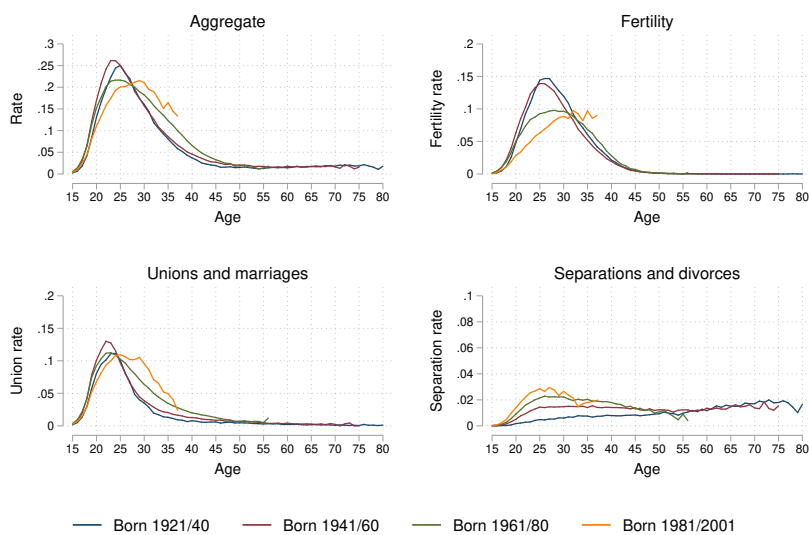 Aggregate
Rate
.3
.25
.2
.15
.1
.05
0
15 20 25 30 35 40 45 50 55 60 65 70 75 80
Age
Fertility
Fertility rate
.2
.15
.1
.05
0
15 20 25 30 35 40 45 50 55 60 65 70 75 80
Age
Unions and marriages
Union rate
.2
.15
.1
.05
0
15 20 25 30 35 40 45 50 55 60 65 70 75 80
Age
Separations and divorces
Separation rate
.1
.08
.06
.04
.02
0
15 20 25 30 35 40 45 50 55 60 65 70 75 80
Age
Born 1921/40 Born 1941/60 Born 1961/80 Born 1981/2001